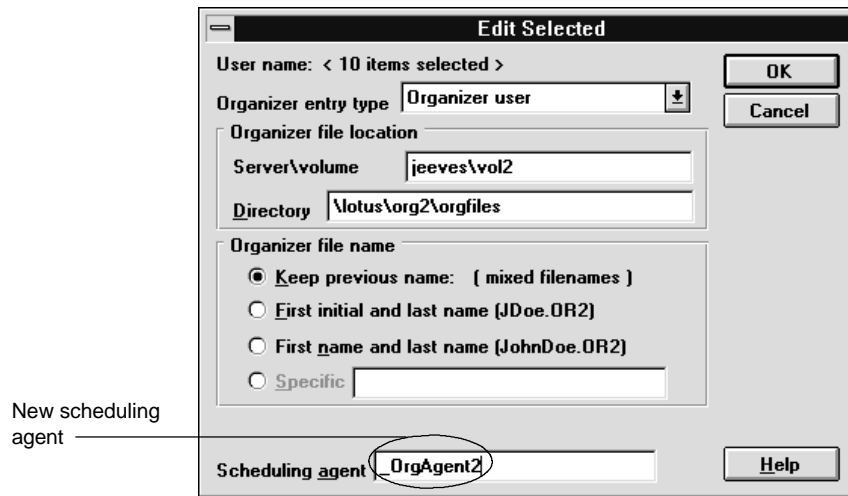 Edit Selected
User name: < 10 items selected >
OK
Organizer entry type Organizer user
Cancel
Organizer file location
Server\volume jeeves\vol2
Directory \lotus\org2\orgfiles
Organizer file name
Keep previous name: ( mixed filenames )
First initial and last name (JDoe.OR2)
First name and last name (JohnDoe.OR2)
Specific
New scheduling
agent
Scheduling agent _OrgAgent2
Help